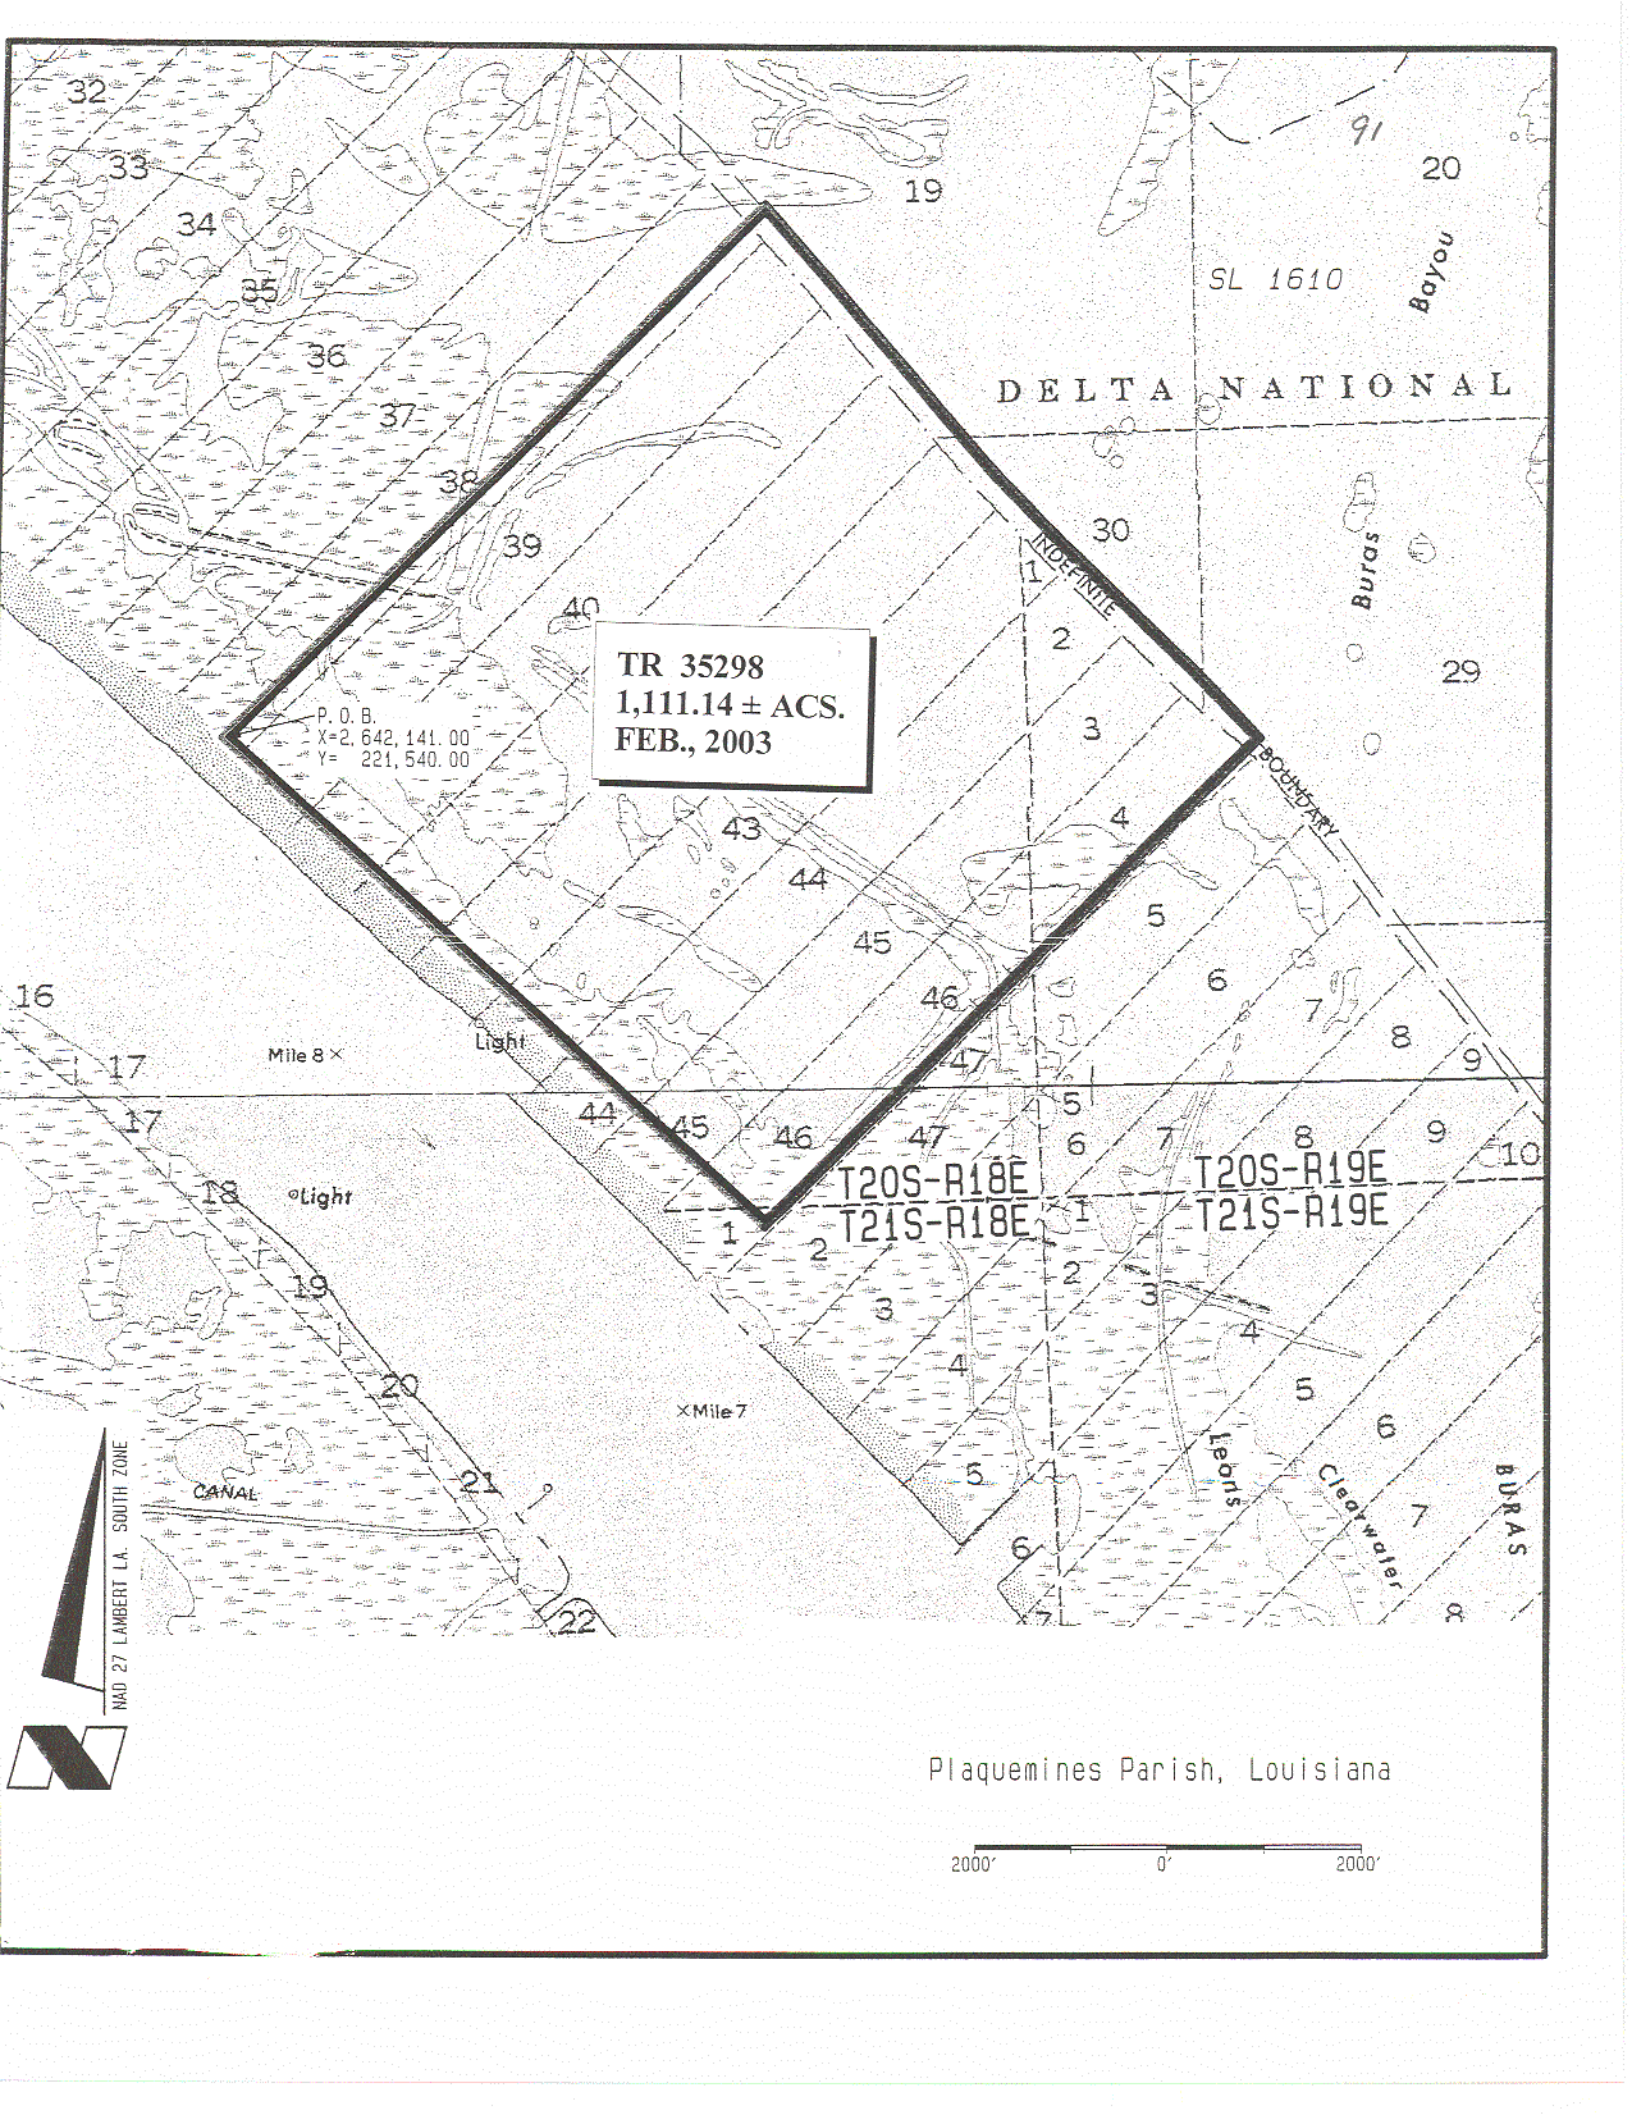 32
91
33
20
19
34
Bayou
SL 1610
35
36
DELTA NATIONAL
37
38
30
39
INDEFINITE
1
Buras
40
2
TR 35298
1,111.14 ± ACS.
FEB., 2003
29
P.O.B.
X=2,642,141.00
Y= 221,540.00
3
BOUNDARY
4
43
44
5
45
6
46
7
16
8
Light
Mile 8 ×
47
9
17
5
44
45
46
47
6
7
8
9
10
17
T20S-R18E
T20S-R19E
18
Light
T21S-R18E
T21S-R19E
1
1
2
2
19
3
3
4
4
20
5
×Mile 7
6
5
21
CANAL
Leons
Clearwater
7
BURAS
6
8
22
7
NAD 27 LAMBERT LA. SOUTH ZONE
N
Plaquemines Parish, Louisiana
2000' 0' 2000'